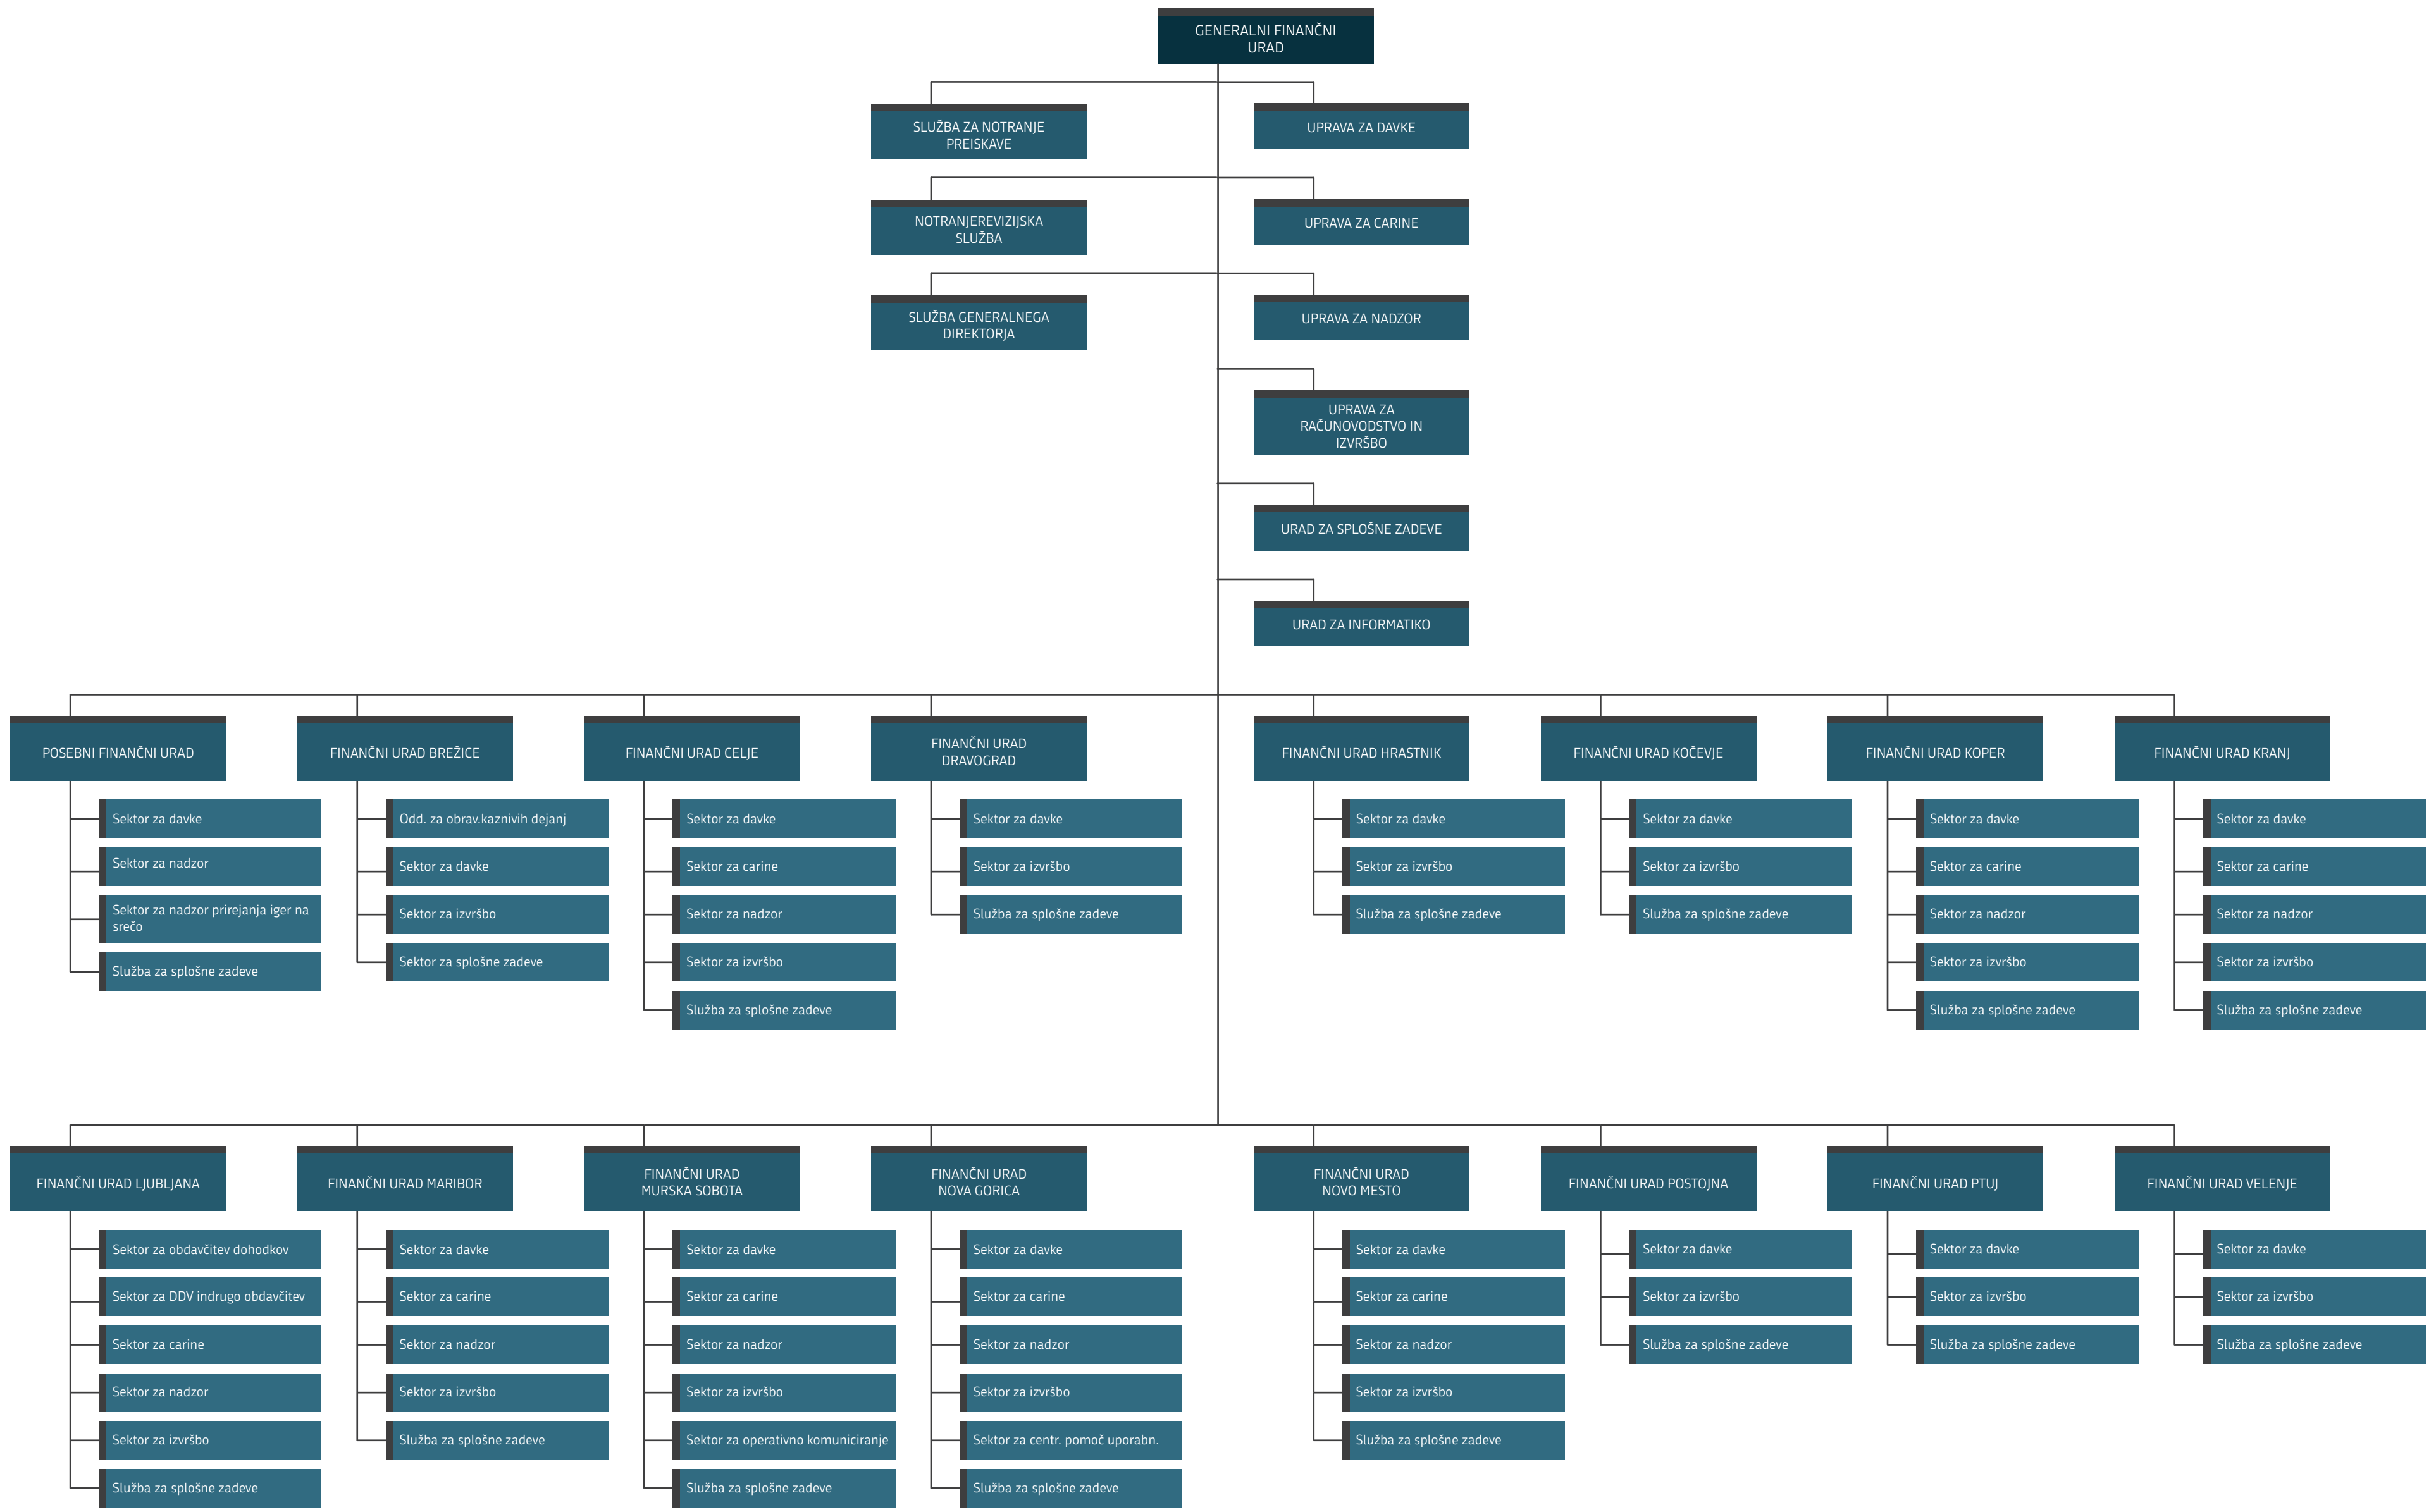 GENERALNI FINANČNI
URAD
SLUŽBA ZA NOTRANJE
PREISKAVE
UPRAVA ZA DAVKE
NOTRANJEREVIZIJSKA
SLUŽBA
UPRAVA ZA CARINE
SLUŽBA GENERALNEGA
DIREKTORJA
UPRAVA ZA NADZOR
UPRAVA ZA
RAČUNOVODSTVO IN
IZVRŠBO
URAD ZA SPLOŠNE ZADEVE
URAD ZA INFORMATIKO
POSEBNI FINANČNI URAD
Sektor za davke
Sektor za nadzor
Sektor za nadzor prirejanja iger na
srečo
Služba za splošne zadeve
FINANČNI URAD BREŽICE
Odd. za obrav.kaznivih dejanj
Sektor za davke
Sektor za izvršbo
Sektor za splošne zadeve
FINANČNI URAD CELJE
Sektor za davke
Sektor za carine
Sektor za nadzor
Sektor za izvršbo
Služba za splošne zadeve
FINANČNI URAD
DRAVOGRAD
Sektor za davke
Sektor za izvršbo
Služba za splošne zadeve
FINANČNI URAD HRASTNIK
Sektor za davke
Sektor za izvršbo
Služba za splošne zadeve
FINANČNI URAD KOČEVJE
Sektor za davke
Sektor za izvršbo
Služba za splošne zadeve
FINANČNI URAD KOPER
Sektor za davke
Sektor za carine
Sektor za nadzor
Sektor za izvršbo
Služba za splošne zadeve
FINANČNI URAD KRANJ
Sektor za davke
Sektor za carine
Sektor za nadzor
Sektor za izvršbo
Služba za splošne zadeve
FINANČNI URAD LJUBLJANA
Sektor za obdavčitev dohodkov
Sektor za DDV indrugo obdavčitev
Sektor za carine
Sektor za nadzor
Sektor za izvršbo
Služba za splošne zadeve
FINANČNI URAD MARIBOR
Sektor za davke
Sektor za carine
Sektor za nadzor
Sektor za izvršbo
Služba za splošne zadeve
FINANČNI URAD
MURSKA SOBOTA
Sektor za davke
Sektor za carine
Sektor za nadzor
Sektor za izvršbo
Sektor za operativno komuniciranje
Služba za splošne zadeve
FINANČNI URAD
NOVA GORICA
Sektor za davke
Sektor za carine
Sektor za nadzor
Sektor za izvršbo
Sektor za centr. pomoč uporabn.
Služba za splošne zadeve
FINANČNI URAD
NOVO MESTO
Sektor za davke
Sektor za carine
Sektor za nadzor
Sektor za izvršbo
Služba za splošne zadeve
FINANČNI URAD POSTOJNA
Sektor za davke
Sektor za izvršbo
Služba za splošne zadeve
FINANČNI URAD PTUJ
Sektor za davke
Sektor za izvršbo
Služba za splošne zadeve
FINANČNI URAD VELENJE
Sektor za davke
Sektor za izvršbo
Služba za splošne zadeve